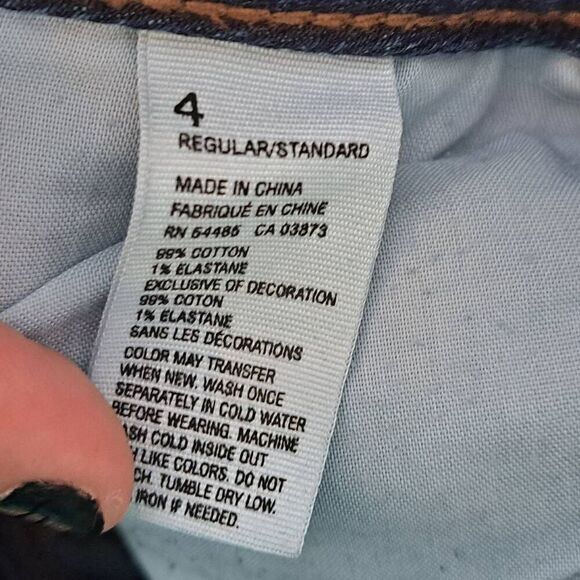 4
REGULAR/STANDARD
MADE IN CHINA
FABRIQUÉ EN CHINE
RN 54485 CA 03873
99% COTTON
1% ELASTANE
EXCLUSIVE OF DECORATION
99% COTON
1% ÉLASTANE
SANS LES DÉCORATIONS
COLOR MAY TRANSFER
WHEN NEW. WASH ONCE
SEPARATELY IN COLD WATER
BEFORE WEARING. MACHINE
COLD INSIDE OUT
LIKE COLORS. DO NOT
TUMBLE DRY LOW.
IRON IF NEEDED.